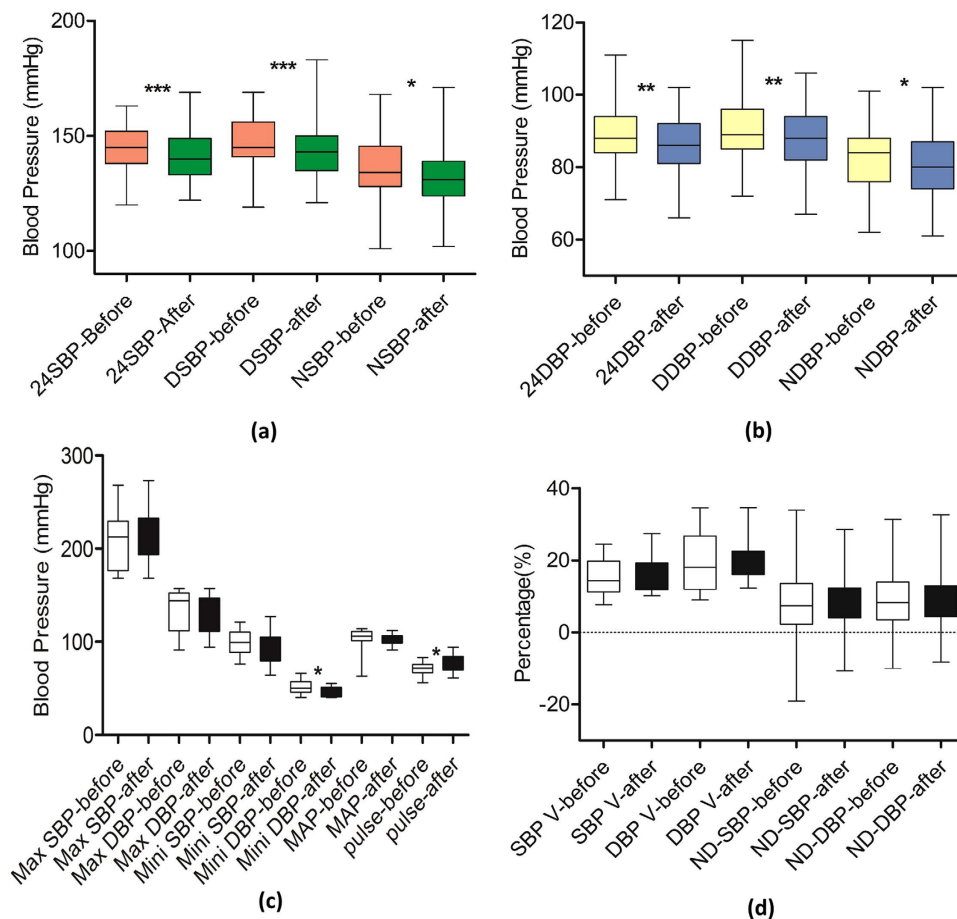 200
150
100
Blood Pressure (mmHg)
***
***
*
24SBP-Before
24SBP-After
DSBP-before
DSBP-after
NSBP-before
NSBP-after
(a)
120
100
80
60
Blood Pressure (mmHg)
**
**
*
24DBP-before
24DBP-after
DDBP-before
DDBP-after
NDBP-before
NDBP-after
(b)
300
200
100
0
Blood Pressure (mmHg)
*
*
Max SBP-before
Max SBP-after
Max DBP-before
Max DBP-after
Mini SBP-before
Mini SBP-after
Mini DBP-before
Mini DBP-after
MAP-before
MAP-after
pulse-before
pulse-after
(c)
40
20
0
-20
Percentage(%)
SBP V-before
SBP V-after
DBP V-before
DBP V-after
ND-SBP-before
ND-SBP-after
ND-DBP-before
ND-DBP-after
(d)